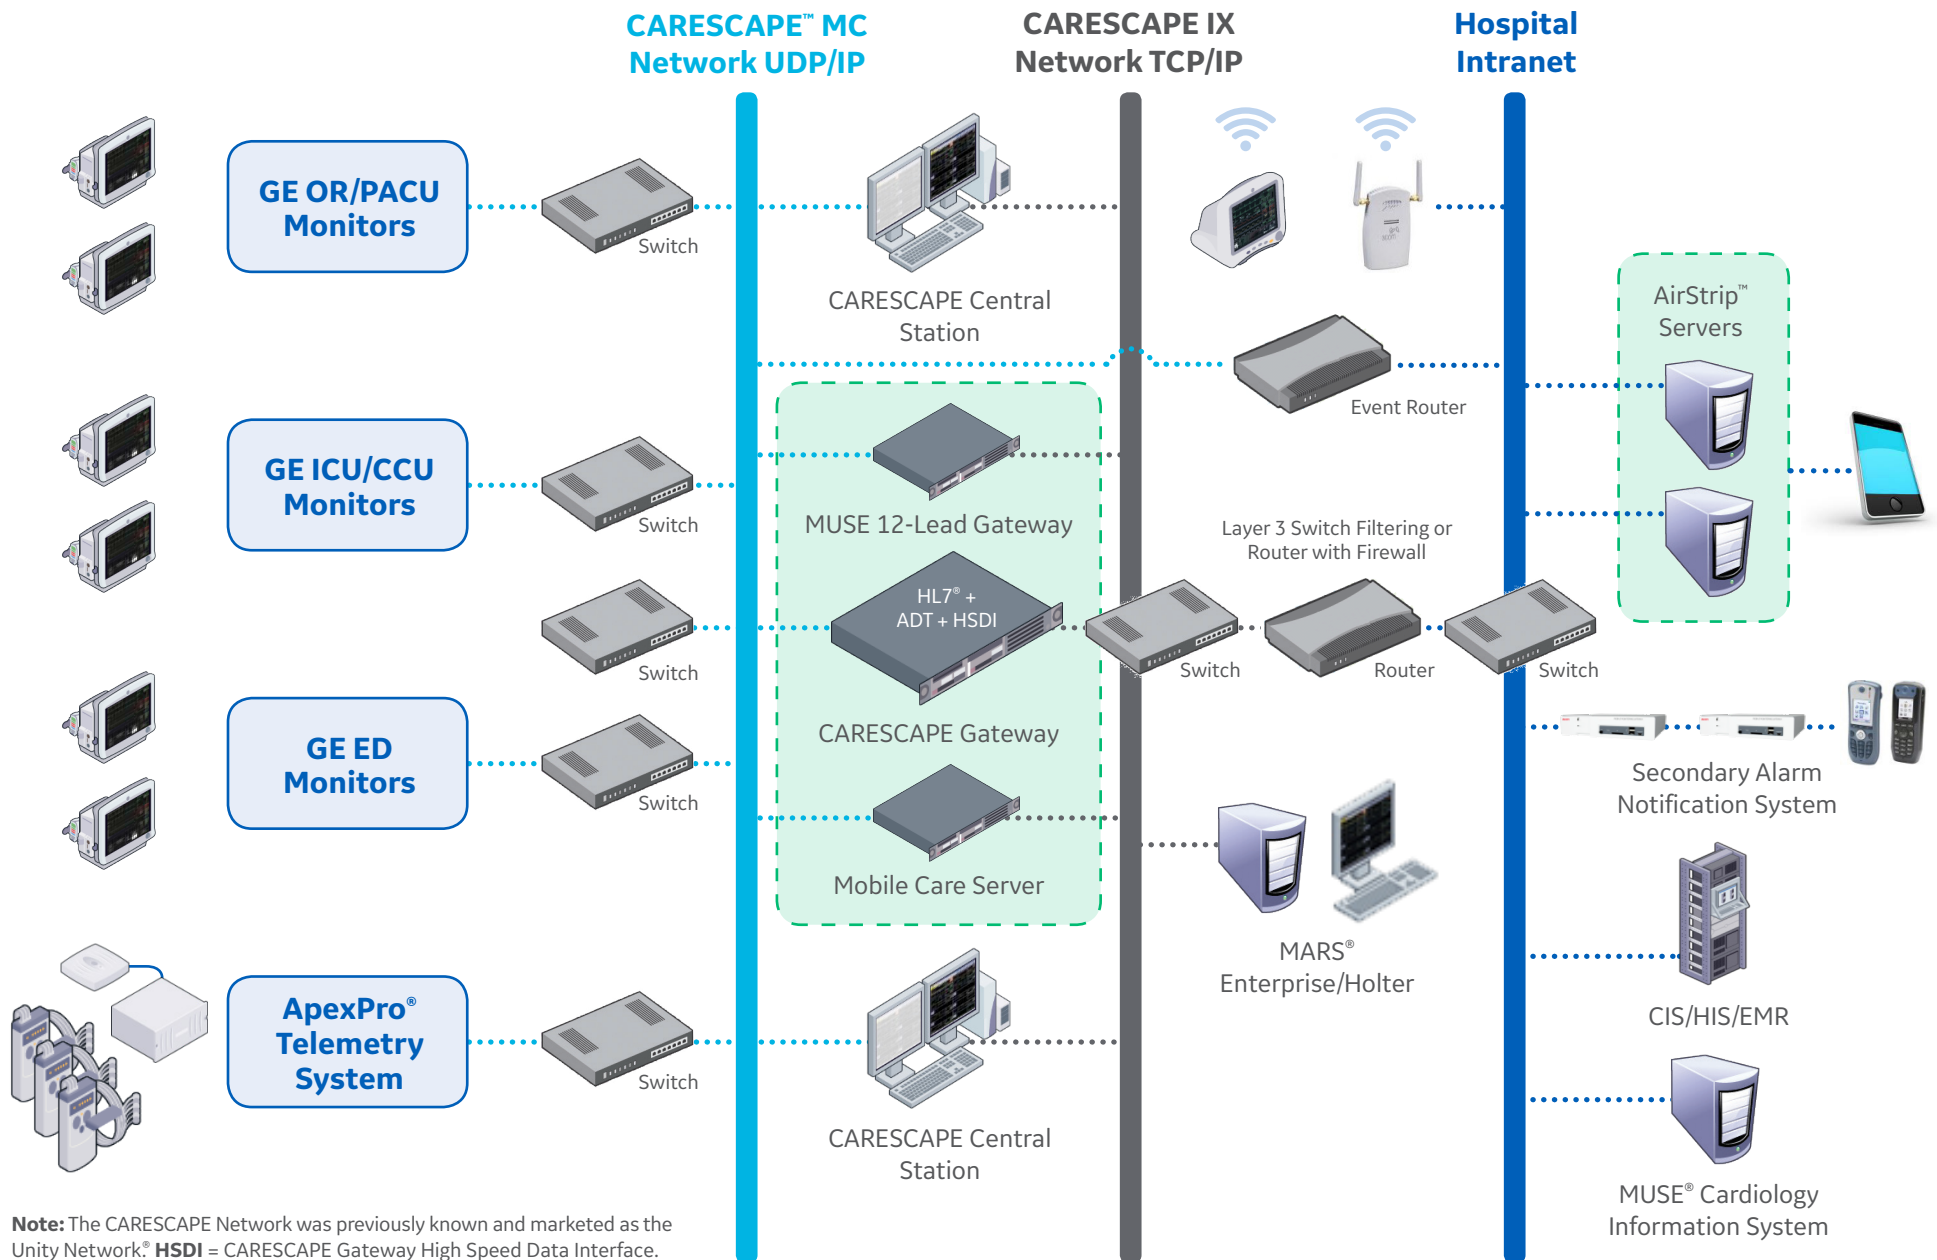 CARESCAPE™ MC
Network UDP/IP
CARESCAPE IX
Network TCP/IP
Hospital
Intranet
GE OR/PACU
Monitors
Switch
CARESCAPE Central
Station
AirStrip™
Servers
Event Router
GE ICU/CCU
Monitors
Switch
MUSE 12-Lead Gateway
Layer 3 Switch Filtering or
Router with Firewall
HL7® +
ADT + HSDI
Switch
Switch
Router
Switch
CARESCAPE Gateway
GE ED
Monitors
Switch
Secondary Alarm
Notification System
Mobile Care Server
MARS®
Enterprise/Holter
CIS/HIS/EMR
ApexPro®
Telemetry
System
Switch
CARESCAPE Central
Station
MUSE® Cardiology
Information System
Note: The CARESCAPE Network was previously known and marketed as the
Unity Network.® HSDI = CARESCAPE Gateway High Speed Data Interface.